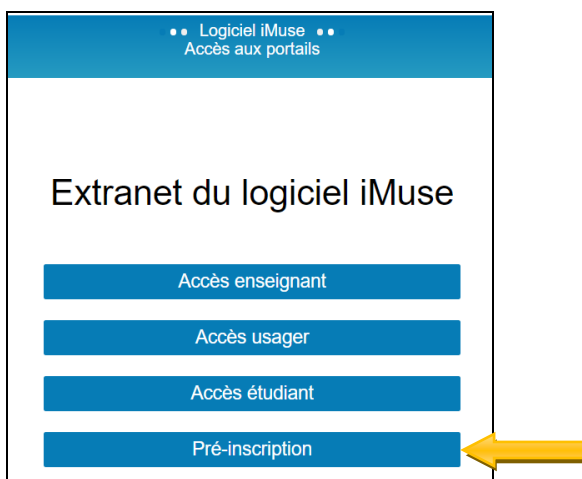 Logiciel iMuse
Accès aux portails
Extranet du logiciel iMuse
Accès enseignant
Accès usager
Accès étudiant
Pré-inscription